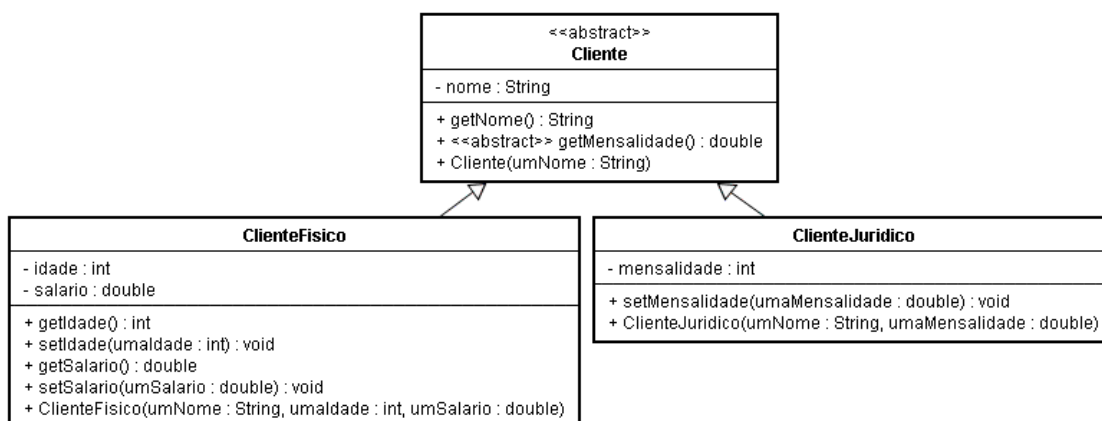 <<abstract>>
Cliente
- nome : String
+ getNome() : String
+ <<abstract>> getMensalidade() : double
+ Cliente(umNome : String)
ClienteFisico
- idade : int
- salario : double
+ getIdade() : int
+ setIdade(umaIdade : int) : void
+ getSalario() : double
+ setSalario(umSalario : double) : void
+ ClienteFisico(umNome : String, umaIdade : int, umSalario : double)
ClienteJuridico
- mensalidade : int
+ setMensalidade(umaMensalidade : double) : void
+ ClienteJuridico(umNome : String, umaMensalidade : double)